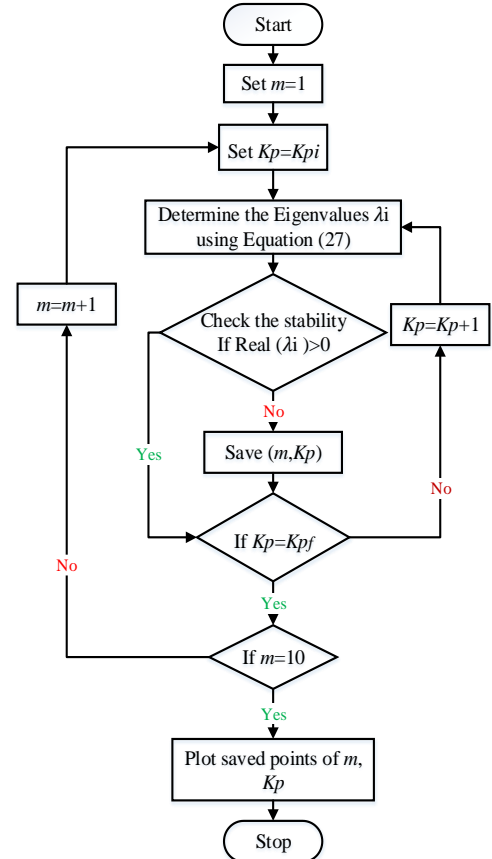 Start
Set m=1
Set Kp=Kpi
Determine the Eigenvalues λi
using Equation (27)
m=m+1
Check the stability
If Real (λi )>0
Kp=Kp+1
No
Yes
Save (m,Kp)
No
If Kp=Kpf
No
Yes
If m=10
Yes
Plot saved points of m,
Kp
Stop